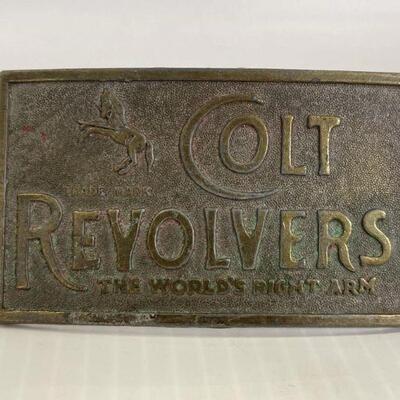 COLT
TRADE MARK
REVOLVERS
THE WORLD'S RIGHT ARM